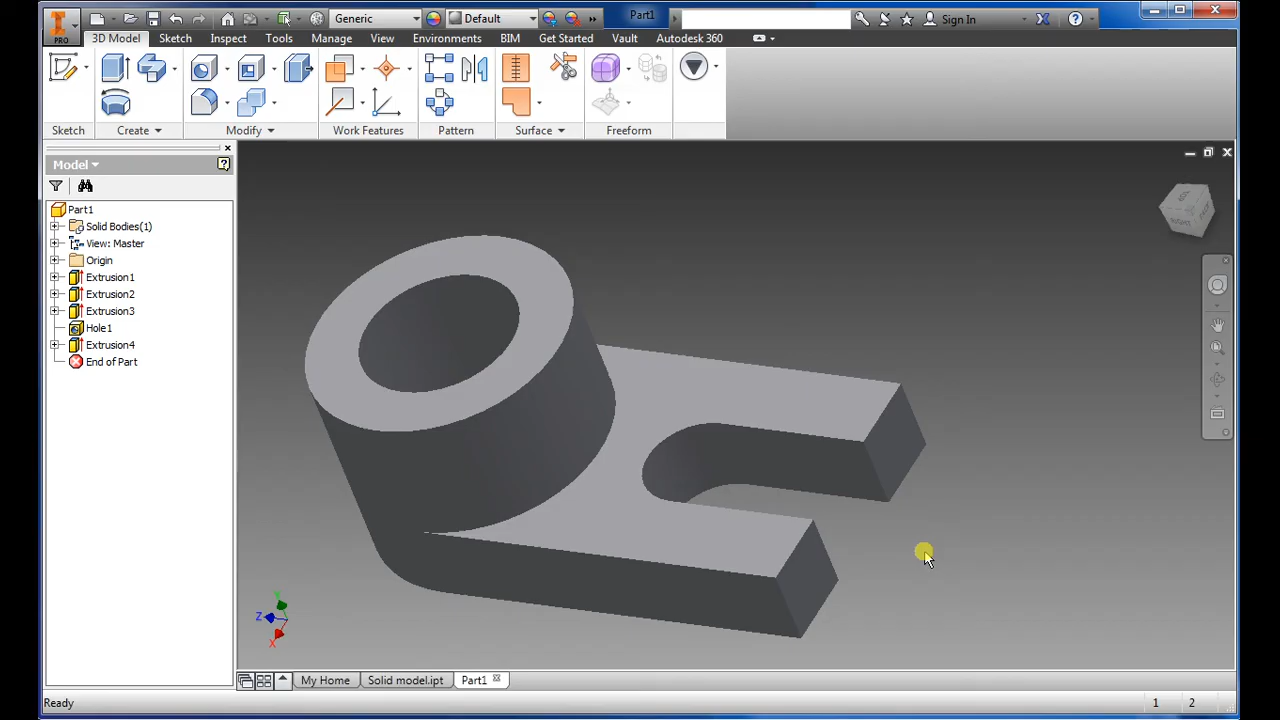 PRO
Generic
Default
Part1
Sign In
3D Model Sketch Inspect Tools Manage View Environments BIM Get Started Vault Autodesk 360
Sketch Create Modify Work Features Pattern Surface Freeform
Model
Part1
Solid Bodies(1)
View: Master
Origin
Extrusion1
Extrusion2
Extrusion3
Hole1
Extrusion4
End of Part
RIGHT
Y
Z
X
My Home Solid model.ipt Part1
Ready 1 2